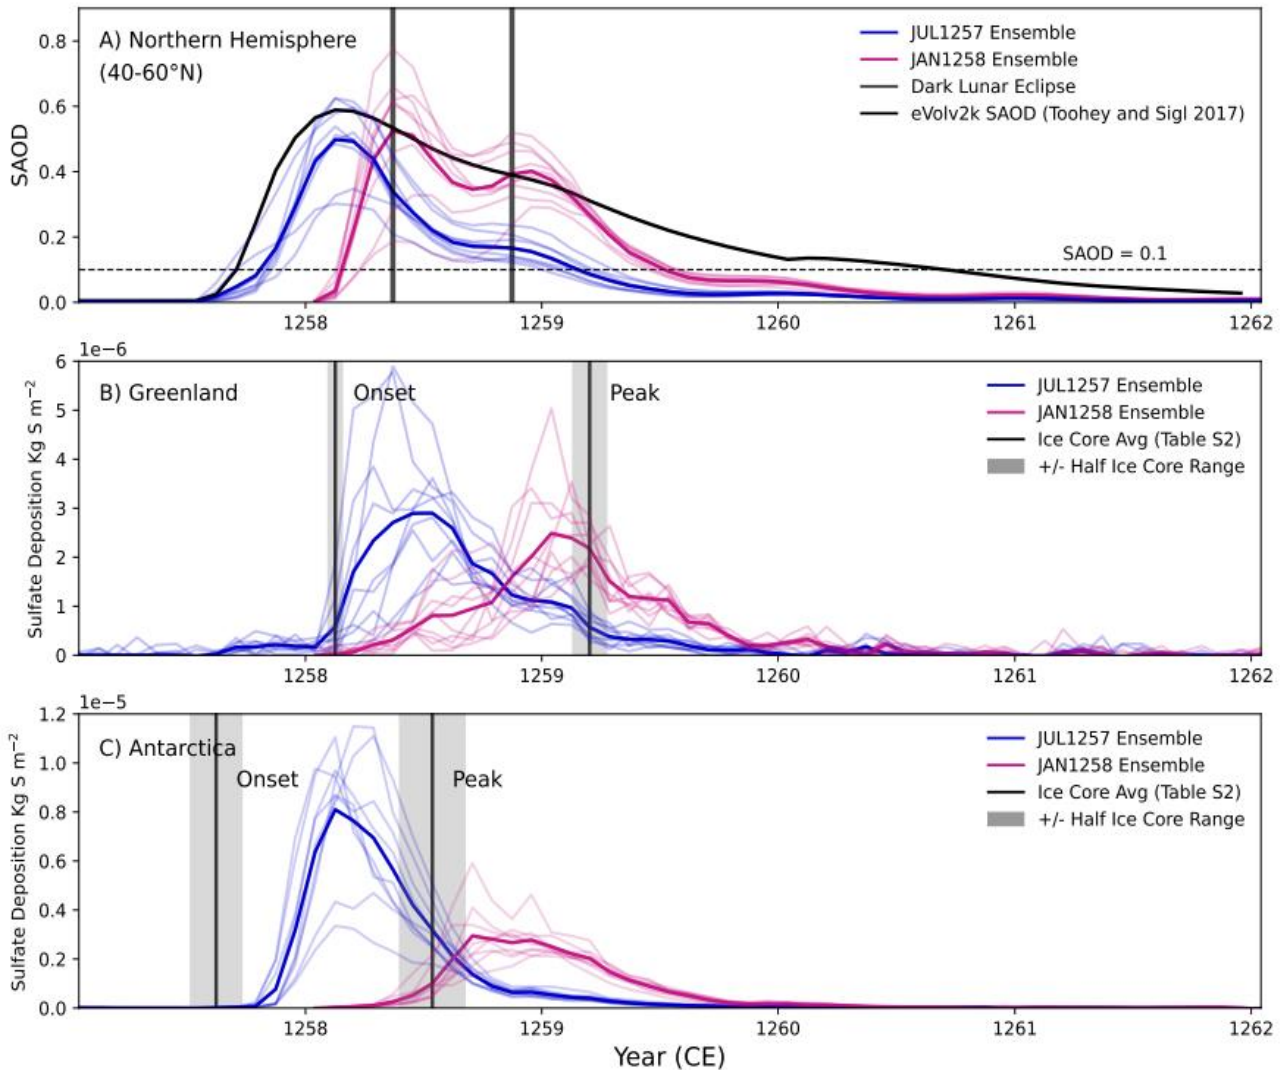 A) Northern Hemisphere
(40-60°N)
JUL1257 Ensemble
JAN1258 Ensemble
Dark Lunar Eclipse
eVolv2k SAOD (Toohey and Sigl 2017)
SAOD = 0.1
SAOD
0.8
0.6
0.4
0.2
0.0
1258 1259 1260 1261 1262
1e−6
B) Greenland
Onset
Peak
JUL1257 Ensemble
JAN1258 Ensemble
Ice Core Avg (Table S2)
+/- Half Ice Core Range
Sulfate Deposition Kg S m⁻²
6
5
4
3
2
1
0
1258 1259 1260 1261 1262
1e−5
C) Antarctica
Onset
Peak
JUL1257 Ensemble
JAN1258 Ensemble
Ice Core Avg (Table S2)
+/- Half Ice Core Range
Sulfate Deposition Kg S m⁻²
1.2
1.0
0.8
0.6
0.4
0.2
0.0
1258 1259 1260 1261 1262
Year (CE)